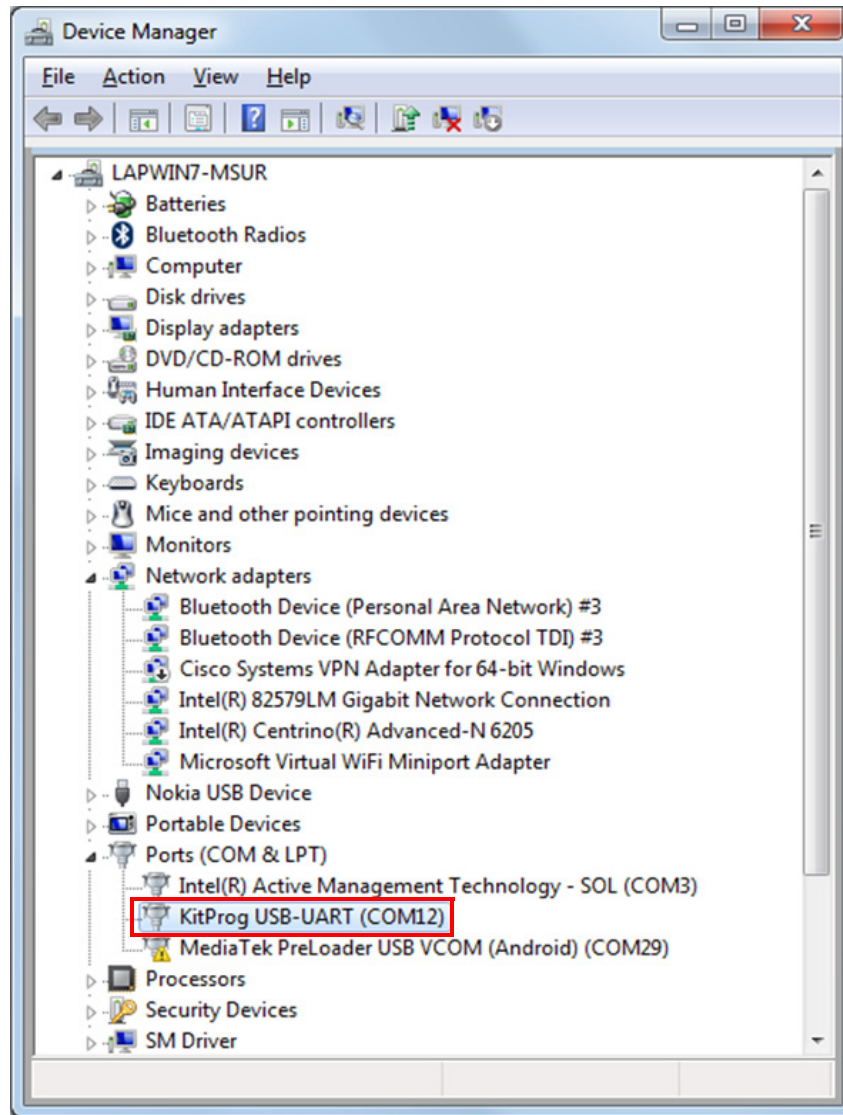 Device Manager
File Action View Help
LAPWIN7-MSUR
Batteries
Bluetooth Radios
Computer
Disk drives
Display adapters
DVD/CD-ROM drives
Human Interface Devices
IDE ATA/ATAPI controllers
Imaging devices
Keyboards
Mice and other pointing devices
Monitors
Network adapters
Bluetooth Device (Personal Area Network) #3
Bluetooth Device (RFCOMM Protocol TDI) #3
Cisco Systems VPN Adapter for 64-bit Windows
Intel(R) 82579LM Gigabit Network Connection
Intel(R) Centrino(R) Advanced-N 6205
Microsoft Virtual WiFi Miniport Adapter
Nokia USB Device
Portable Devices
Ports (COM & LPT)
Intel(R) Active Management Technology - SOL (COM3)
KitProg USB-UART (COM12)
MediaTek PreLoader USB VCOM (Android) (COM29)
Processors
Security Devices
SM Driver